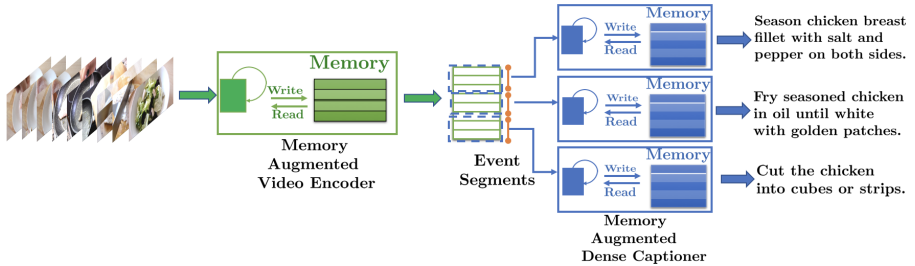 Memory
Write
Read
Memory
Augmented
Video Encoder
Event
Segments
Memory
Write
Read
Season chicken breast
fillet with salt and
pepper on both sides.
Memory
Write
Read
Fry seasoned chicken
in oil until white
with golden patches.
Memory
Write
Read
Cut the chicken
into cubes or strips.
Memory
Augmented
Dense Captioner